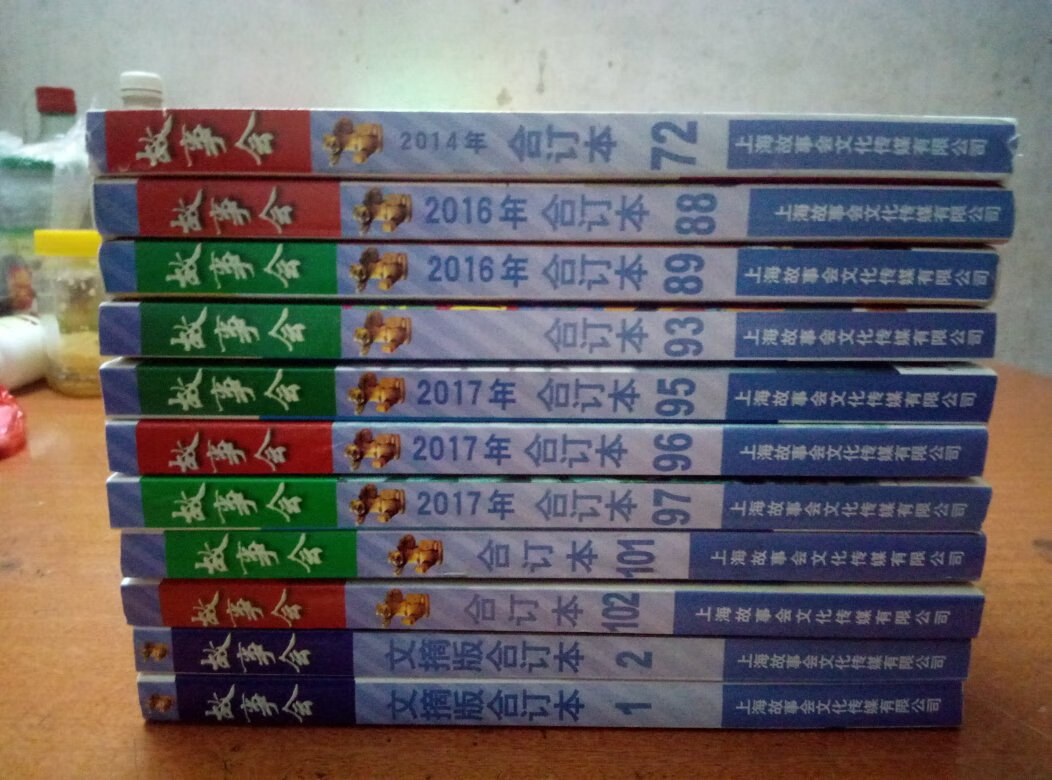 故事会 2014年 合订本 72 上海故事会文化传媒有限公司
故事会 2016年 合订本 88 上海故事会文化传媒有限公司
故事会 2016年 合订本 89 上海故事会文化传媒有限公司
故事会 合订本 93 上海故事会文化传媒有限公司
故事会 2017年 合订本 95 上海故事会文化传媒有限公司
故事会 2017年 合订本 96 上海故事会文化传媒有限公司
故事会 2017年 合订本 97 上海故事会文化传媒有限公司
故事会 合订本 101 上海故事会文化传媒有限公司
故事会 合订本 102 上海故事会文化传媒有限公司
故事会 文摘版合订本 2 上海故事会文化传媒有限公司
故事会 文摘版合订本 1 上海故事会文化传媒有限公司